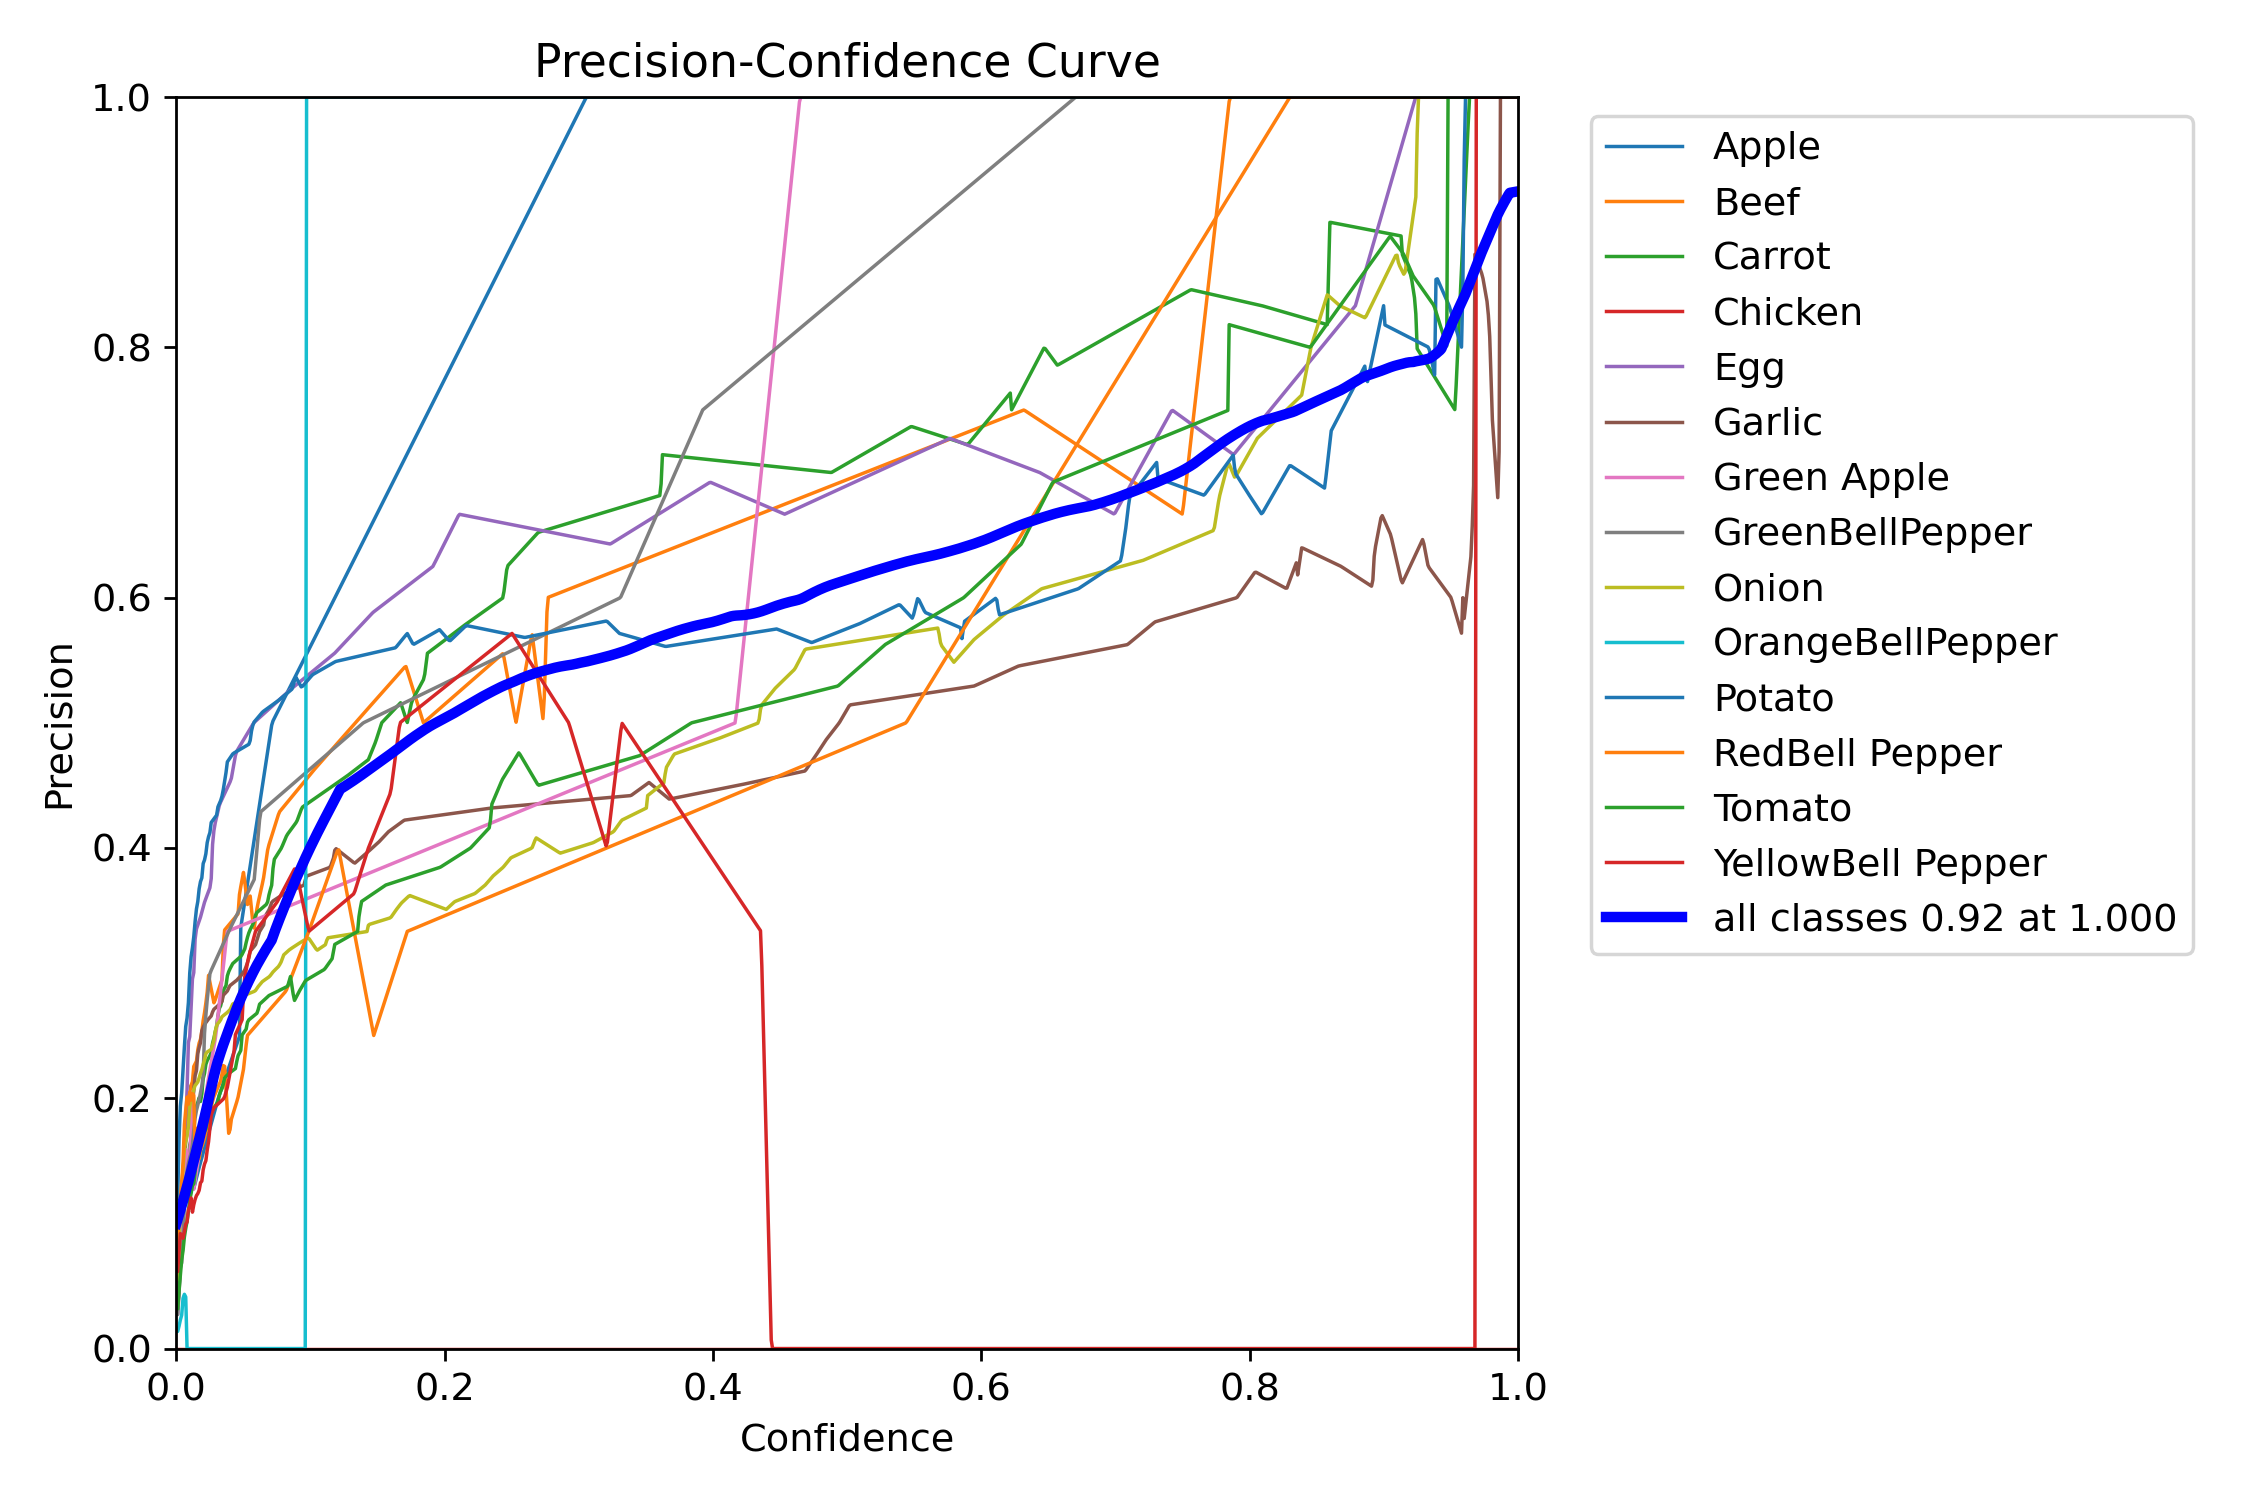 Precision-Confidence Curve
1.0
0.8
0.6
0.4
0.2
0.0
Precision
0.0 0.2 0.4 0.6 0.8 1.0
Confidence
Apple
Beef
Carrot
Chicken
Egg
Garlic
Green Apple
GreenBellPepper
Onion
OrangeBellPepper
Potato
RedBell Pepper
Tomato
YellowBell Pepper
all classes 0.92 at 1.000